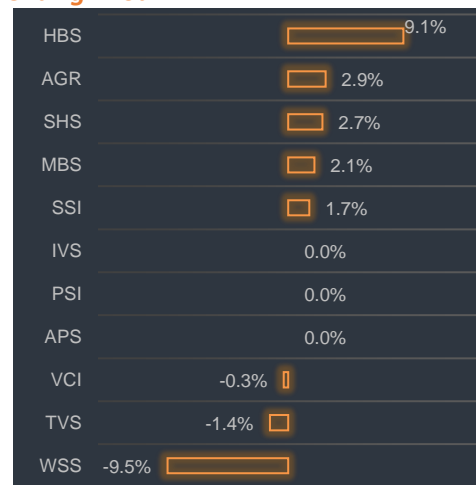 HBS 9.1%
AGR 2.9%
SHS 2.7%
MBS 2.1%
SSI 1.7%
IVS 0.0%
PSI 0.0%
APS 0.0%
VCI -0.3%
TVS -1.4%
WSS -9.5%